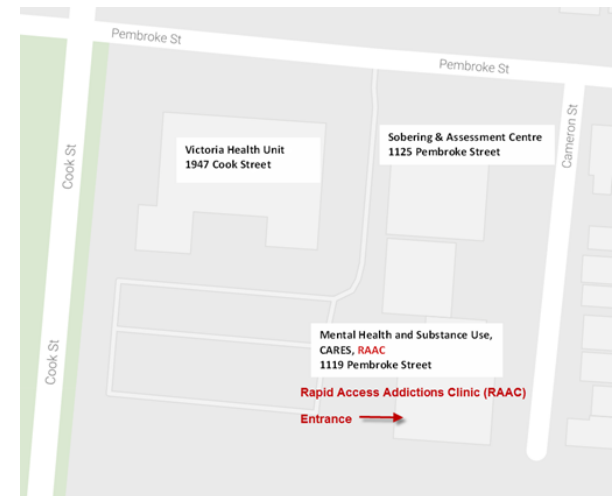 Pembroke St
Pembroke St
Cook St
Cameron St
Sobering & Assessment Centre
1125 Pembroke Street
Victoria Health Unit
1947 Cook Street
Mental Health and Substance Use,
CARES, RAAC
1119 Pembroke Street
Cook St
Rapid Access Addictions Clinic (RAAC)
Entrance